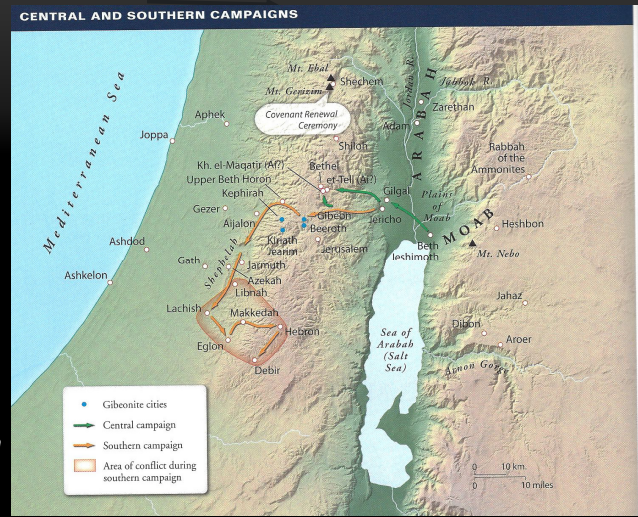 CENTRAL AND SOUTHERN CAMPAIGNS
Mediterranean Sea
Mt. Ebal
Shechem
Mt. Gerizim
Jordan R.
Jabbok R.
ARABAH
Zarethan
Aphek
Covenant Renewal
Ceremony
Adam
Joppa
Shiloh
Rabbah
of the
Ammonites
Kh. el-Maqatir (Ai?)
Bethel
Upper Beth Horon
et-Tell (Ai?)
Kephirah
Gilgal
Plains
of
Moab
Gezer
Gibeon
Jericho
Aijalon
Beeroth
MOAB
Heshbon
Ashdod
Kiriath
Jearim
Jerusalem
Beth
Jeshimoth
Mt. Nebo
Shephelah
Gath
Jarmuth
Ashkelon
Azekah
Libnah
Jahaz
Lachish
Makkedah
Sea of
Arabah
(Salt
Sea)
Dibon
Hebron
Aroer
Eglon
Debir
Arnon Gorge
Gibeonite cities
Central campaign
Southern campaign
Area of conflict during
southern campaign
0 10 km.
0 10 miles